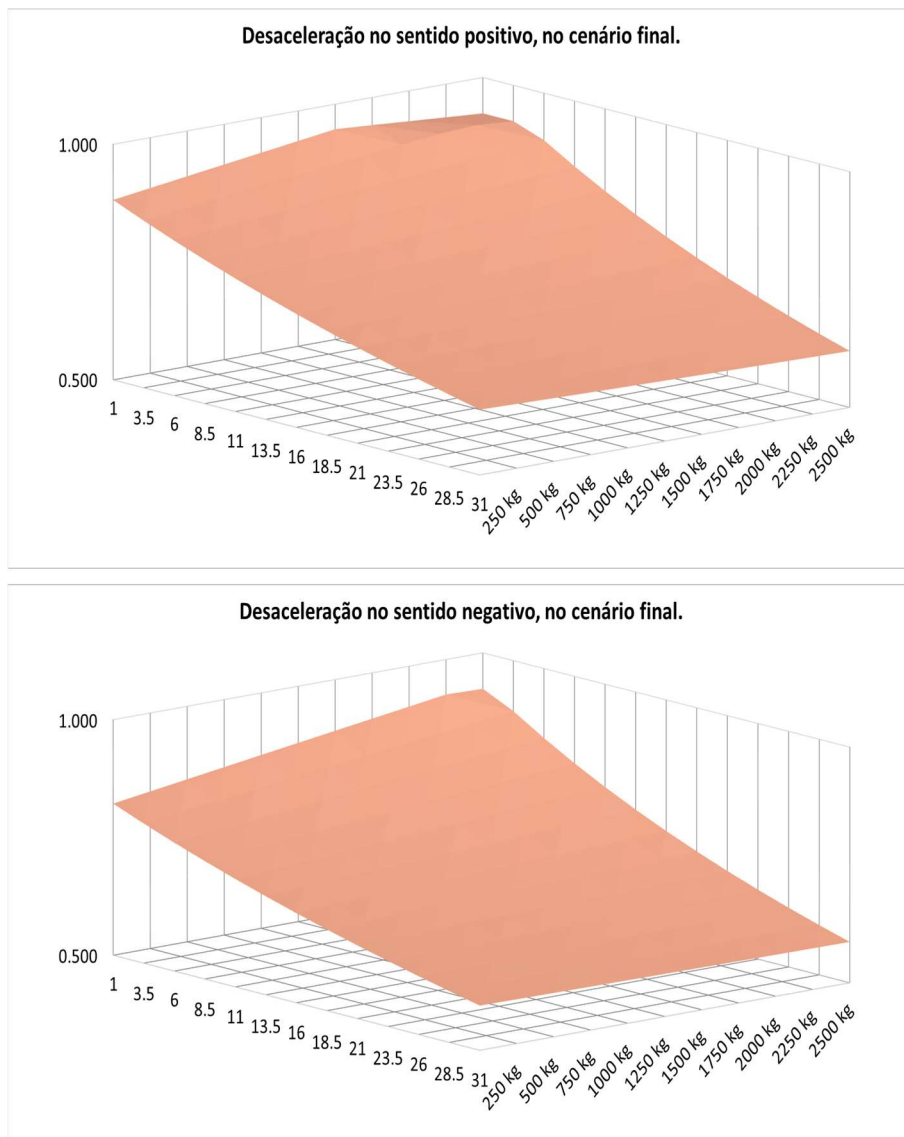 Desaceleração no sentido positivo, no cenário final.
1.000
0.500
1
3.5
6
8.5
11
13.5
16
18.5
21
23.5
26
28.5
31
250 kg
500 kg
750 kg
1000 kg
1250 kg
1500 kg
1750 kg
2000 kg
2250 kg
2500 kg
Desaceleração no sentido negativo, no cenário final.
1.000
0.500
1
3.5
6
8.5
11
13.5
16
18.5
21
23.5
26
28.5
31
250 kg
500 kg
750 kg
1000 kg
1250 kg
1500 kg
1750 kg
2000 kg
2250 kg
2500 kg